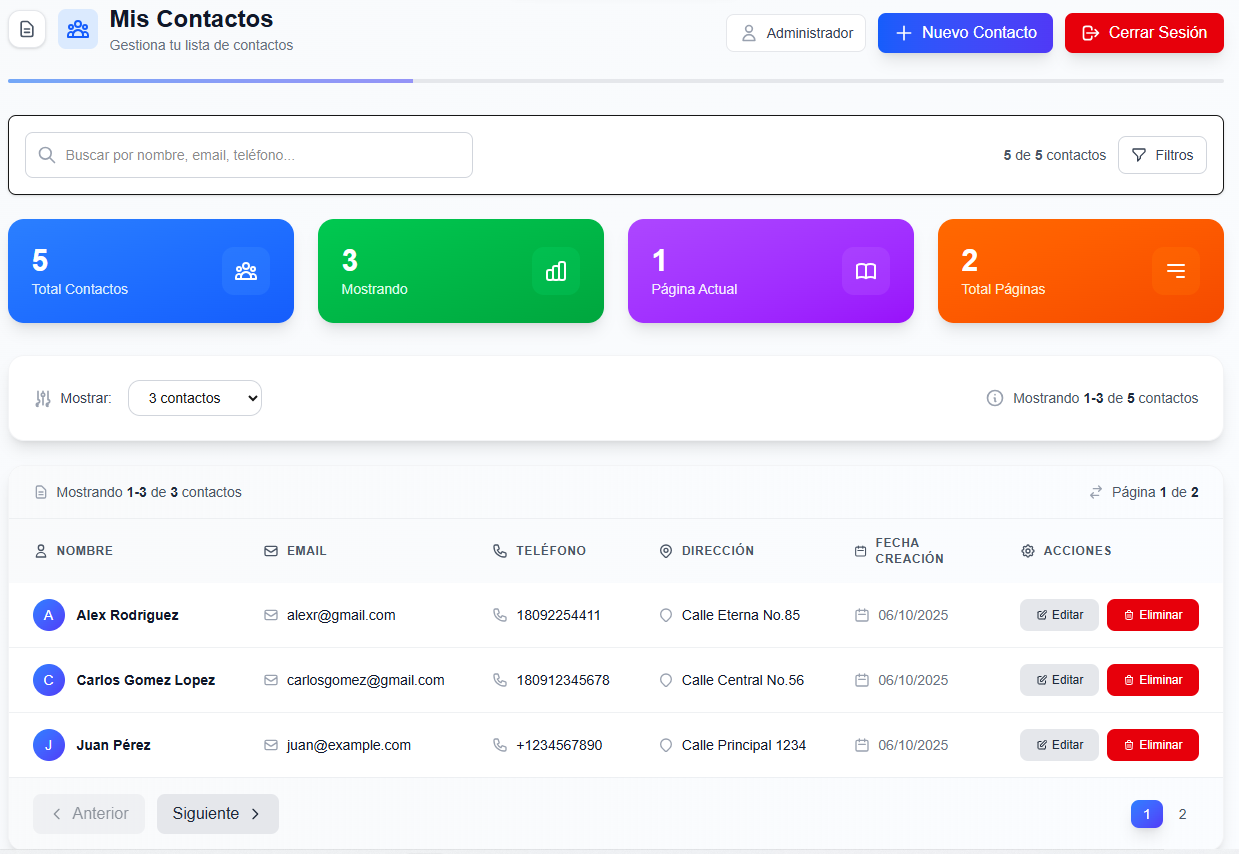 Mis Contactos
Gestiona tu lista de contactos
Administrador
Nuevo Contacto
Cerrar Sesión
Buscar por nombre, email, teléfono...
5 de 5 contactos
Filtros
5
Total Contactos
3
Mostrando
1
Página Actual
2
Total Páginas
Mostrar:
3 contactos
Mostrando 1-3 de 5 contactos
Mostrando 1-3 de 3 contactos
Página 1 de 2
NOMBRE
EMAIL
TELÉFONO
DIRECCIÓN
FECHA
CREACIÓN
ACCIONES
A Alex Rodriguez alexr@gmail.com 18092254411 Calle Eterna No.85 06/10/2025 Editar Eliminar
C Carlos Gomez Lopez carlosgomez@gmail.com 180912345678 Calle Central No.56 06/10/2025 Editar Eliminar
J Juan Pérez juan@example.com +1234567890 Calle Principal 1234 06/10/2025 Editar Eliminar
Anterior
Siguiente
1 2